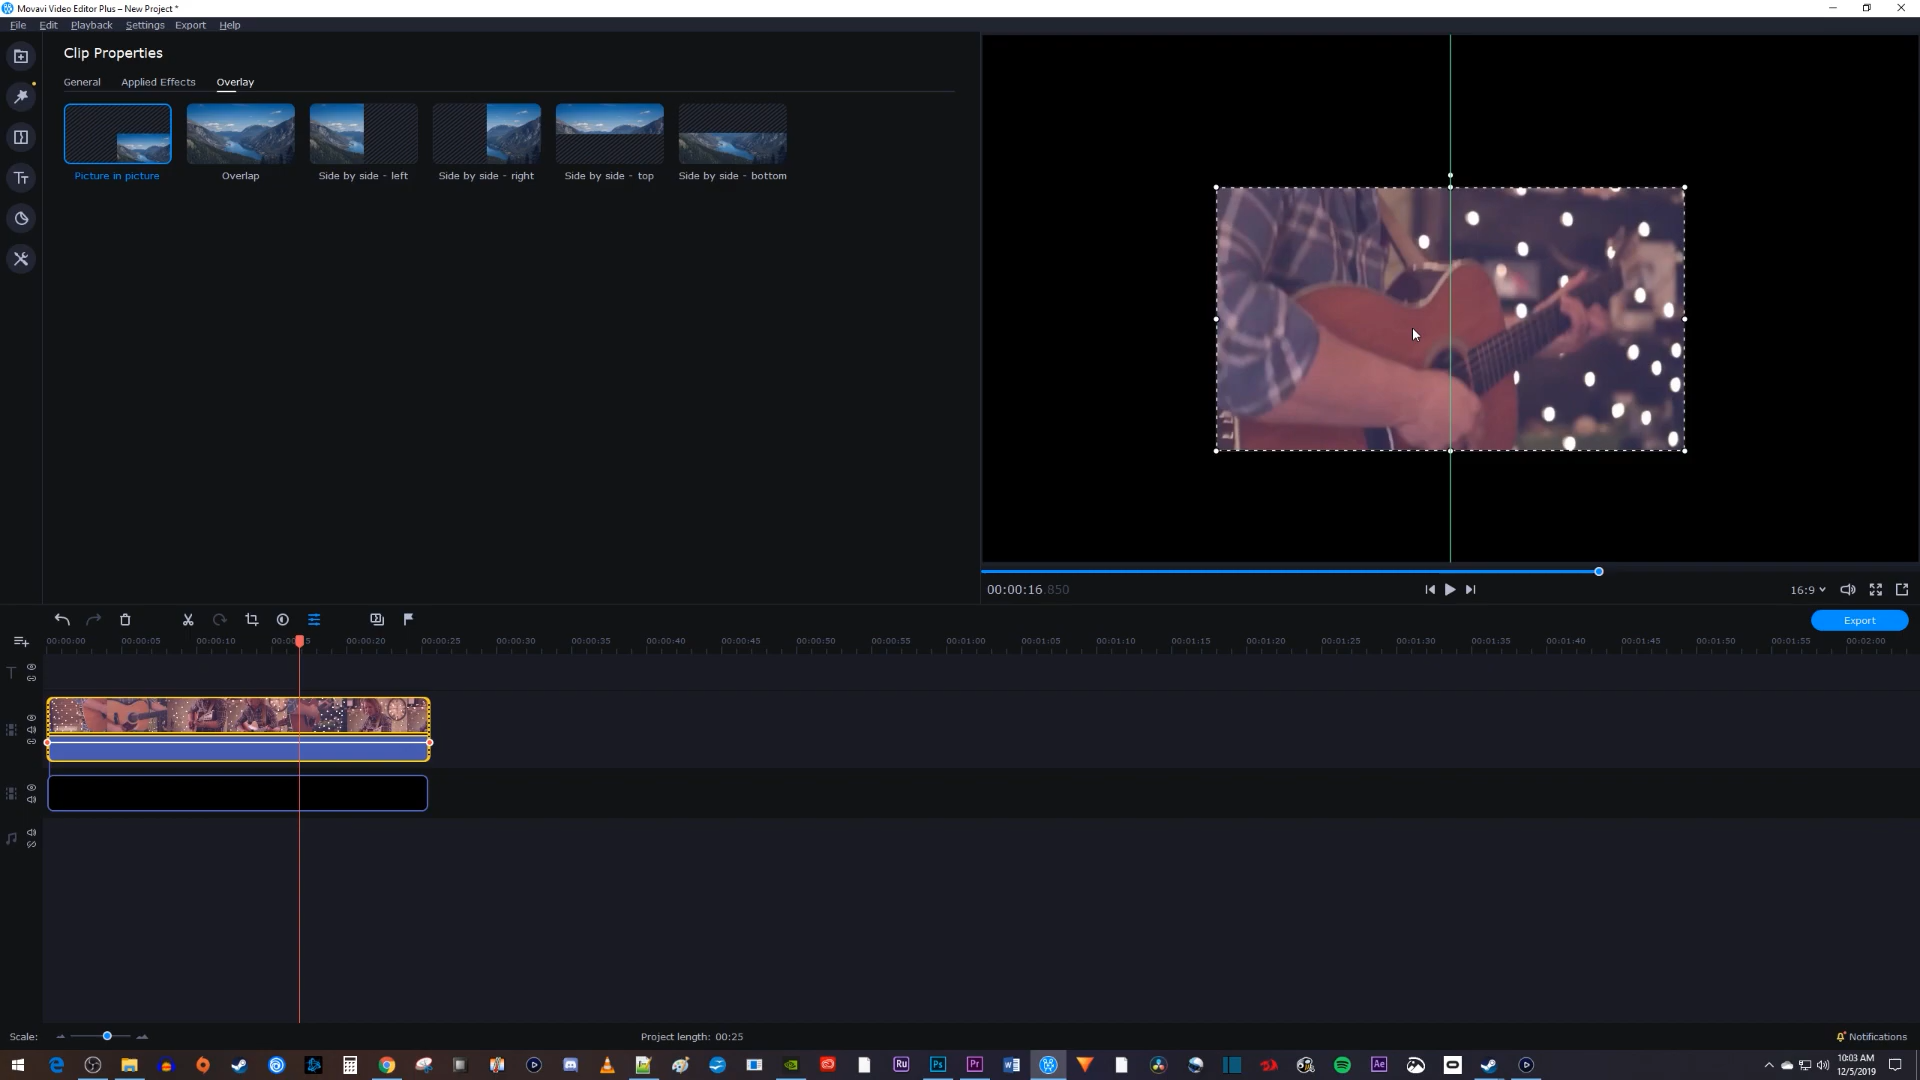 Movavi Video Editor Plus – New Project *
File Edit Playback Settings Export Help
Clip Properties
General Applied Effects Overlay
Picture in picture Overlap Side by side - left Side by side - right Side by side - top Side by side - bottom
00:00:16.850
16:9
Export
00:00:00 00:00:05 00:00:10 00:00:20 00:00:25 00:00:30 00:00:35 00:00:40 00:00:45 00:00:50 00:00:55 00:01:00 00:01:05 00:01:10 00:01:15 00:01:20 00:01:25 00:01:30 00:01:35 00:01:40 00:01:45 00:01:50 00:01:55 00:02:00
Scale:
Project length: 00:25
Notifications
10:03 AM
12/5/2019